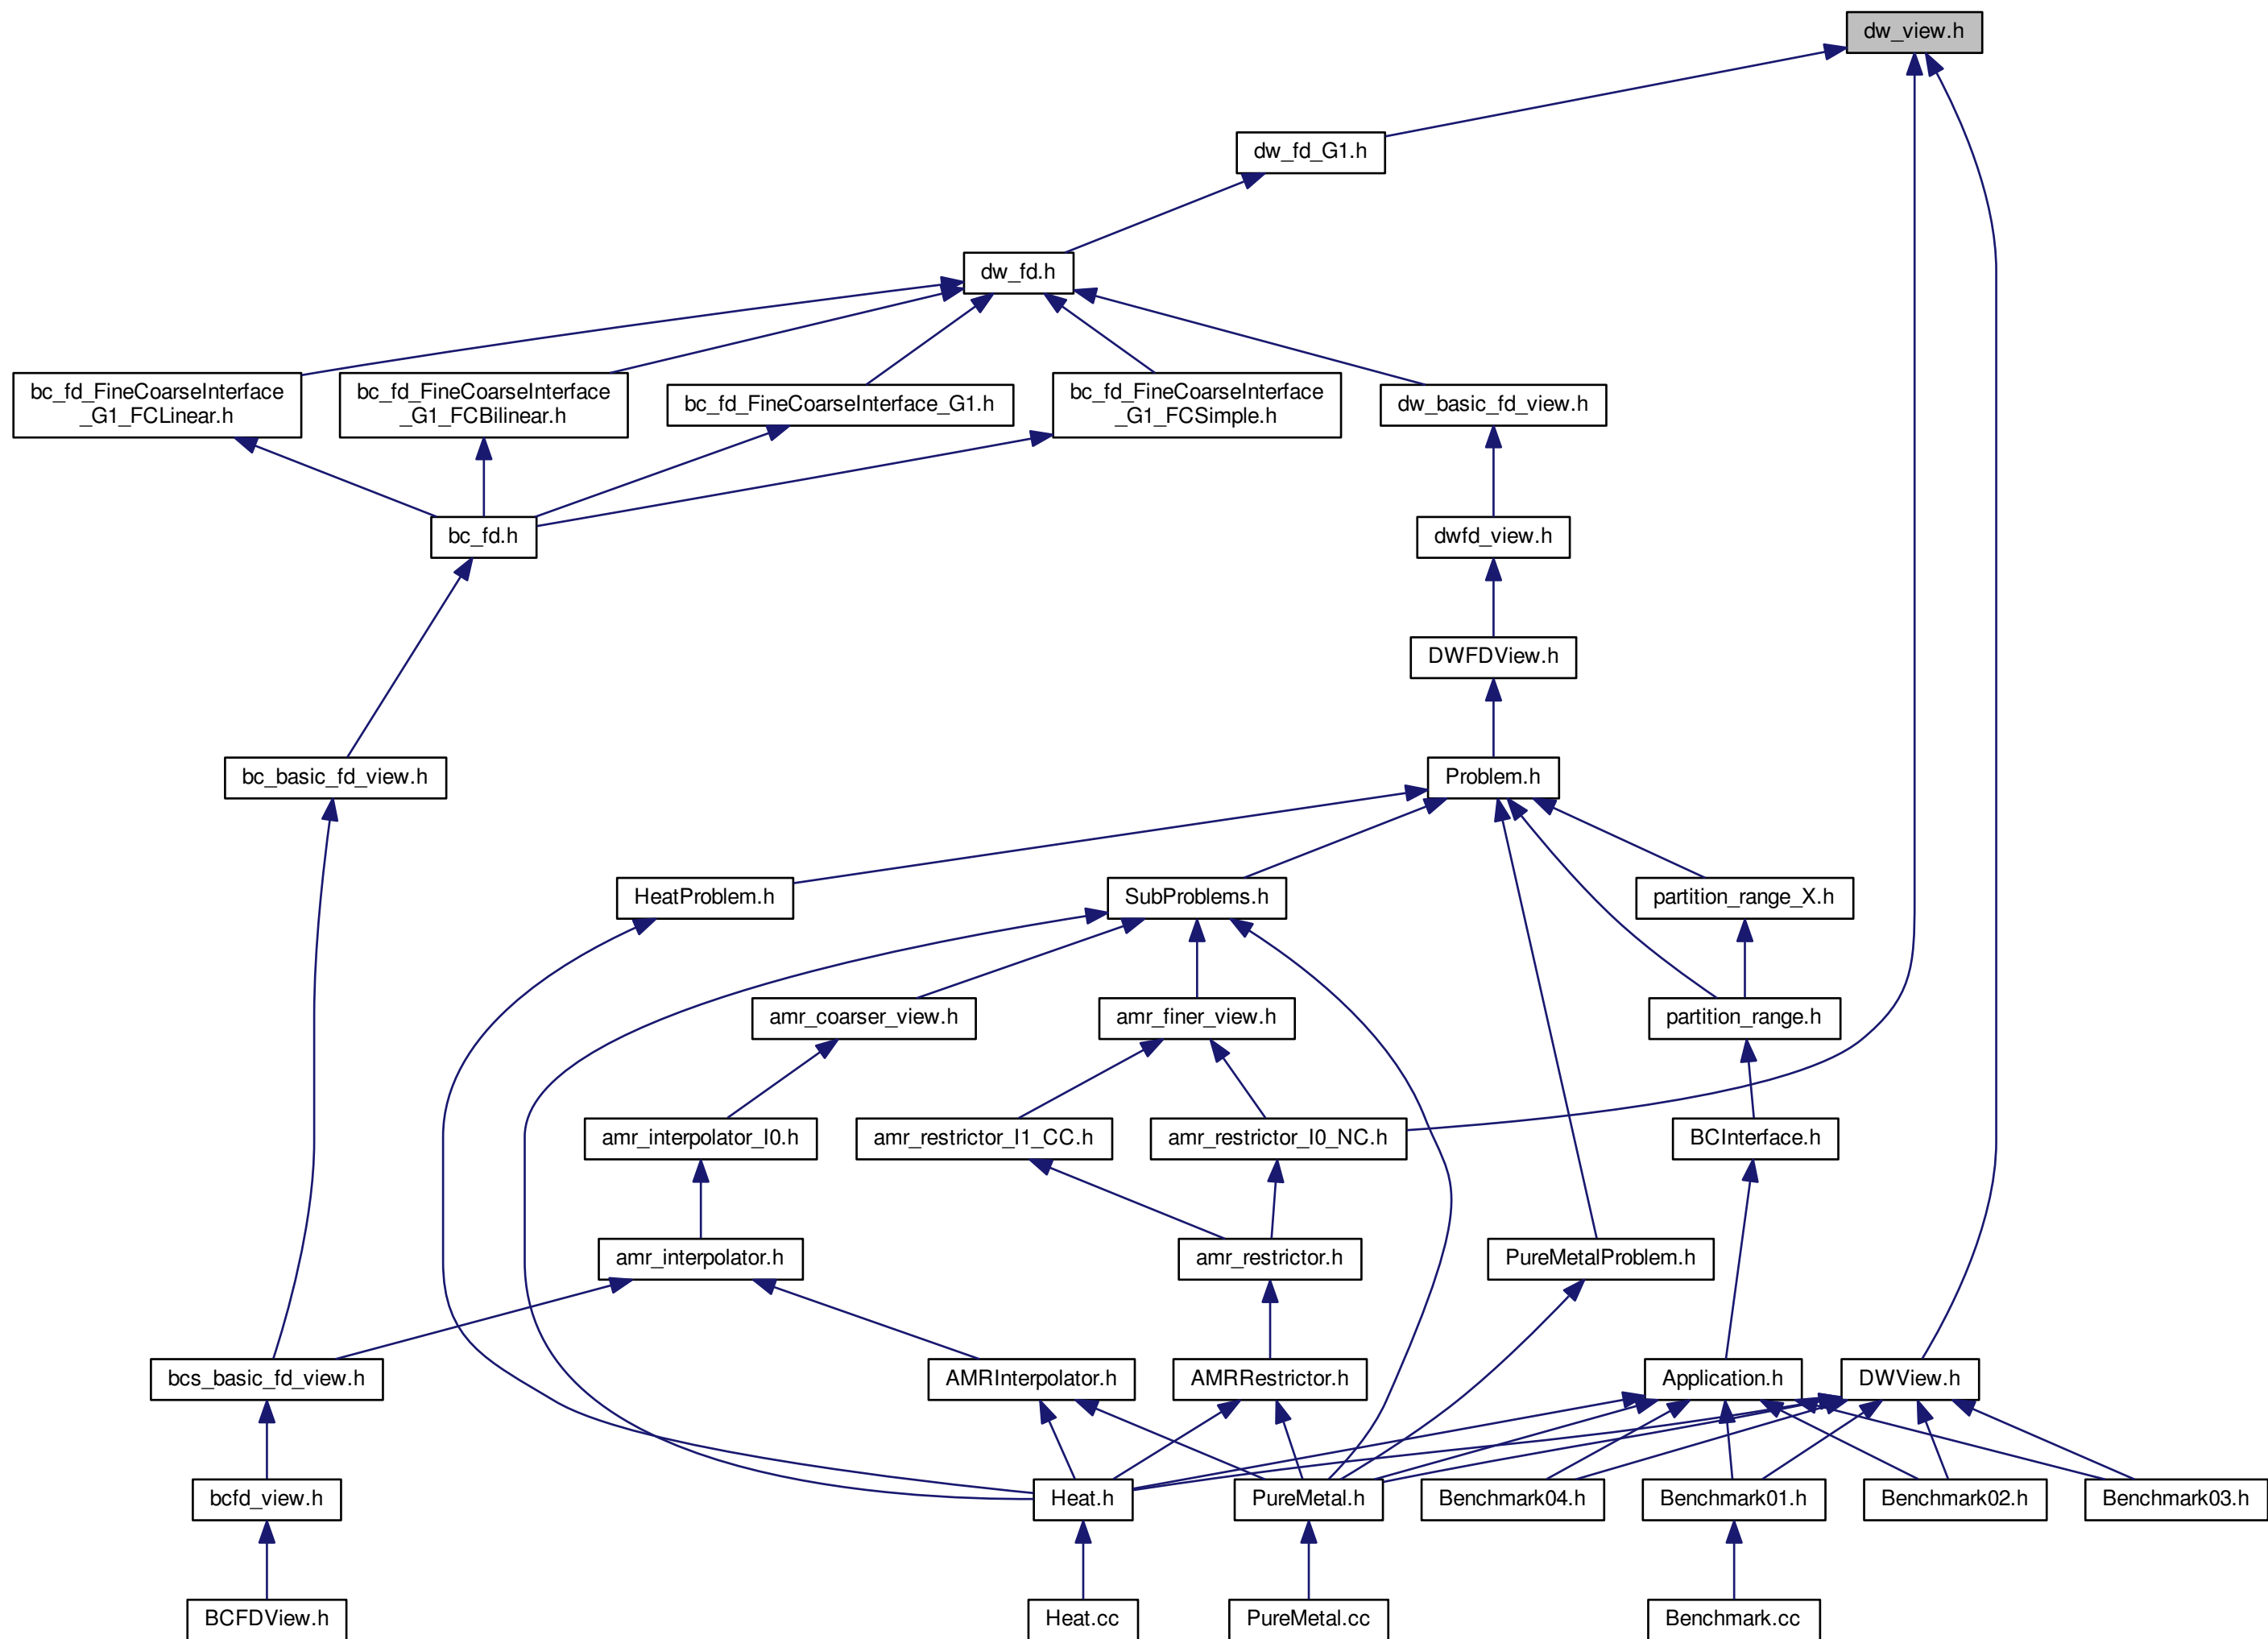 dw_view.h
dw_fd_G1.h
dw_fd.h
bc_fd_FineCoarseInterface
_G1_FCLinear.h
bc_fd_FineCoarseInterface
_G1_FCBilinear.h
bc_fd_FineCoarseInterface_G1.h
bc_fd_FineCoarseInterface
_G1_FCSimple.h
dw_basic_fd_view.h
bc_fd.h
dwfd_view.h
DWFDView.h
bc_basic_fd_view.h
Problem.h
HeatProblem.h
SubProblems.h
partition_range_X.h
amr_coarser_view.h
amr_finer_view.h
partition_range.h
amr_interpolator_I0.h
amr_restrictor_I1_CC.h
amr_restrictor_I0_NC.h
BCInterface.h
amr_interpolator.h
amr_restrictor.h
PureMetalProblem.h
bcs_basic_fd_view.h
AMRInterpolator.h
AMRRestrictor.h
Application.h
DWView.h
bcfd_view.h
Heat.h
PureMetal.h
Benchmark04.h
Benchmark01.h
Benchmark02.h
Benchmark03.h
BCFDView.h
Heat.cc
PureMetal.cc
Benchmark.cc